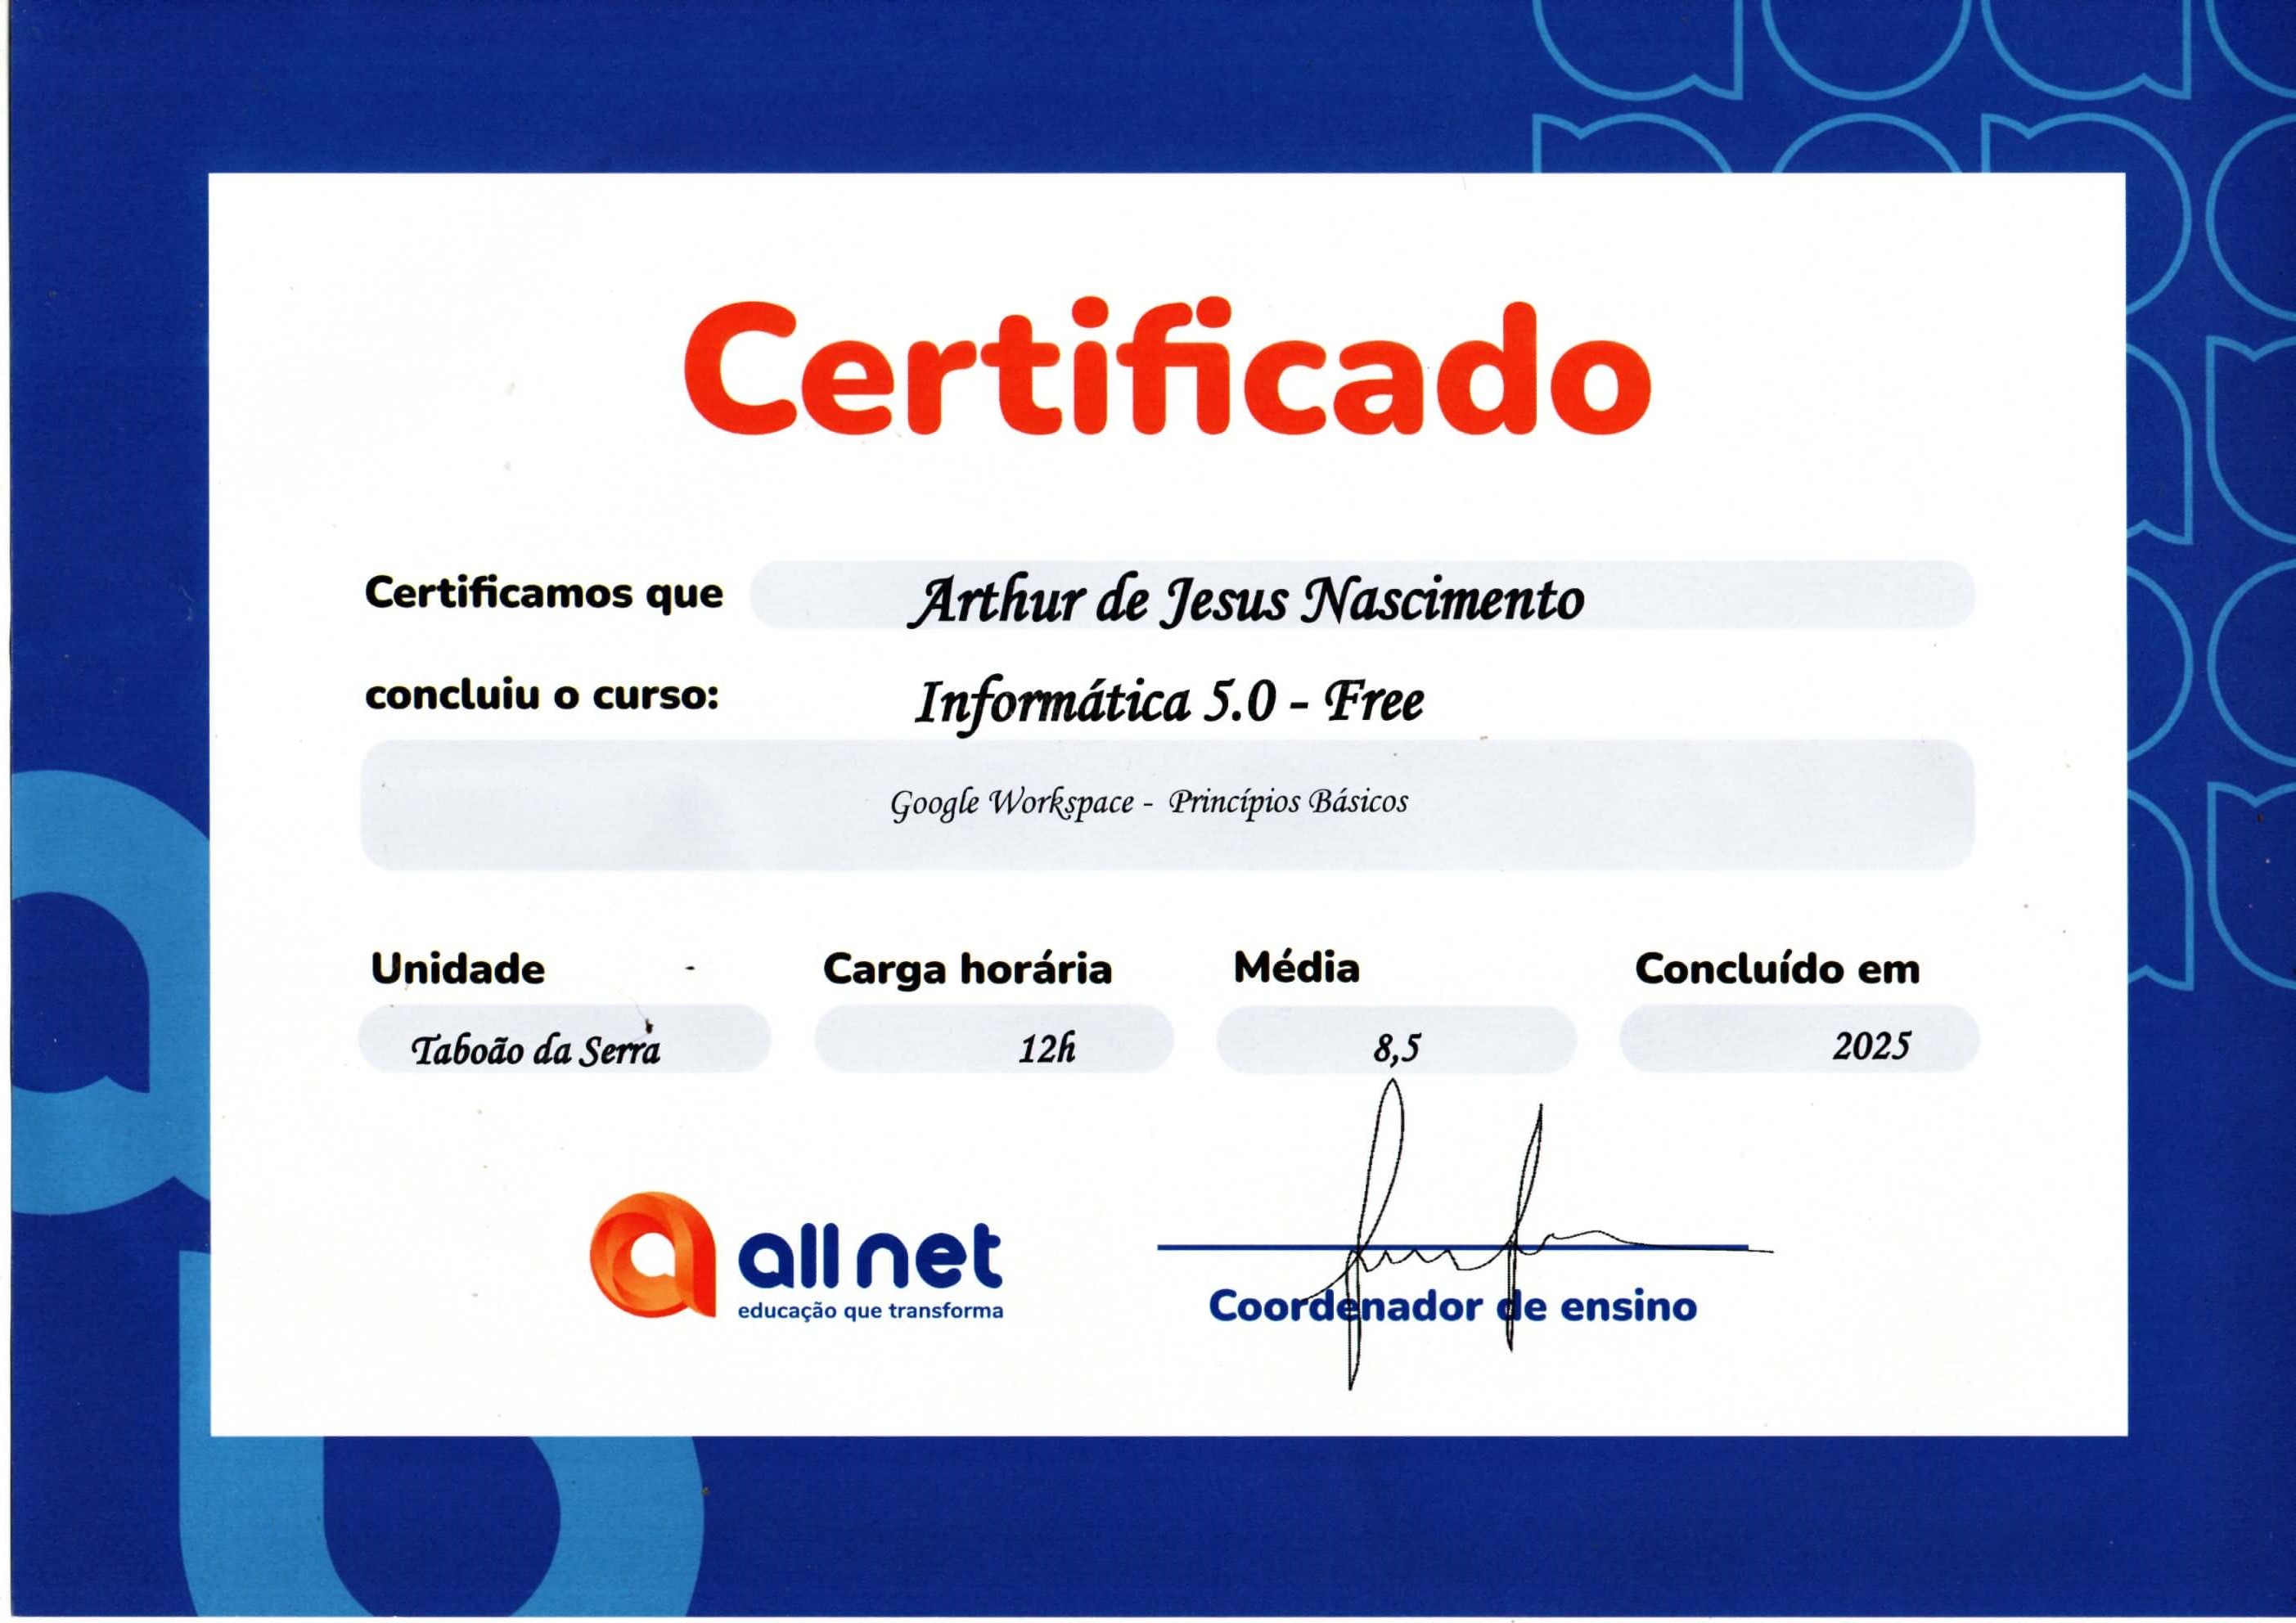 Certificado
Certificamos que Arthur de Jesus Nascimento
concluiu o curso: Informática 5.0 - Free
Google Workspace - Princípios Básicos
Unidade Carga horária Média Concluído em
Taboão da Serra 12h 8,5 2025
all net
educação que transforma
Coordenador de ensino